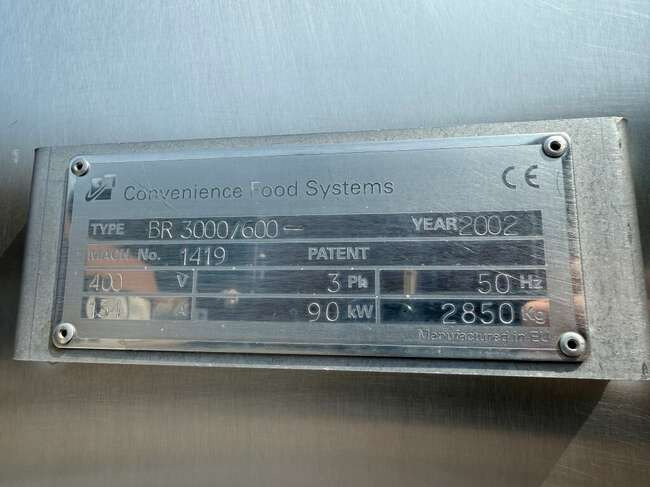 Convenience Food Systems CE
TYPE BR 3000/600- YEAR 2002
MACH No. 1419 PATENT
400 V 3 Ph 50 Hz
A 90 kW 2850 Kg
Manufactured in EC